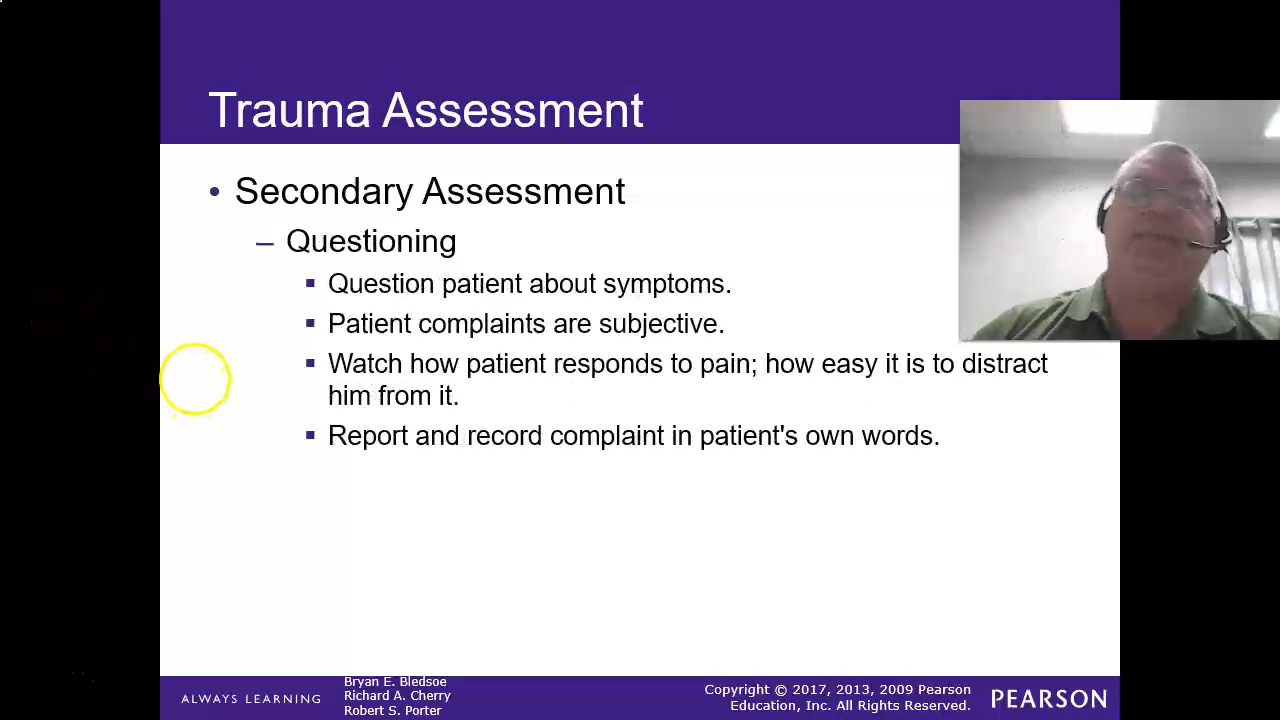 Trauma Assessment
• Secondary Assessment
– Questioning
▪ Question patient about symptoms.
▪ Patient complaints are subjective.
▪ Watch how patient responds to pain; how easy it is to distract
him from it.
▪ Report and record complaint in patient's own words.
ALWAYS LEARNING
Bryan E. Bledsoe
Richard A. Cherry
Robert S. Porter
Copyright © 2017, 2013, 2009 Pearson
Education, Inc. All Rights Reserved.
PEARSON